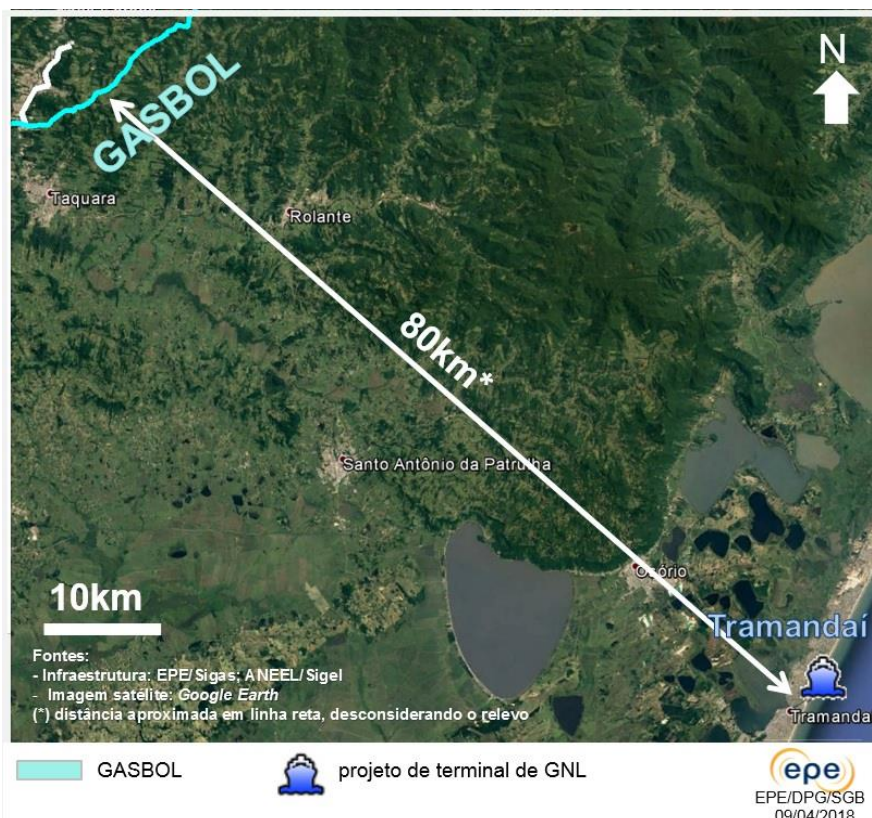 N
GASBOL
Taquara
Rolante
80km*
Santo Antônio da Patrulha
Osório
10km
Tramandaí
Fontes:
- Infraestrutura: EPE/Sigas; ANEEL/Sigel
- Imagem satélite: Google Earth
(*) distância aproximada em linha reta, desconsiderando o relevo
Tramandaí
GASBOL
projeto de terminal de GNL
epe
EPE/DPG/SGB
09/04/2018